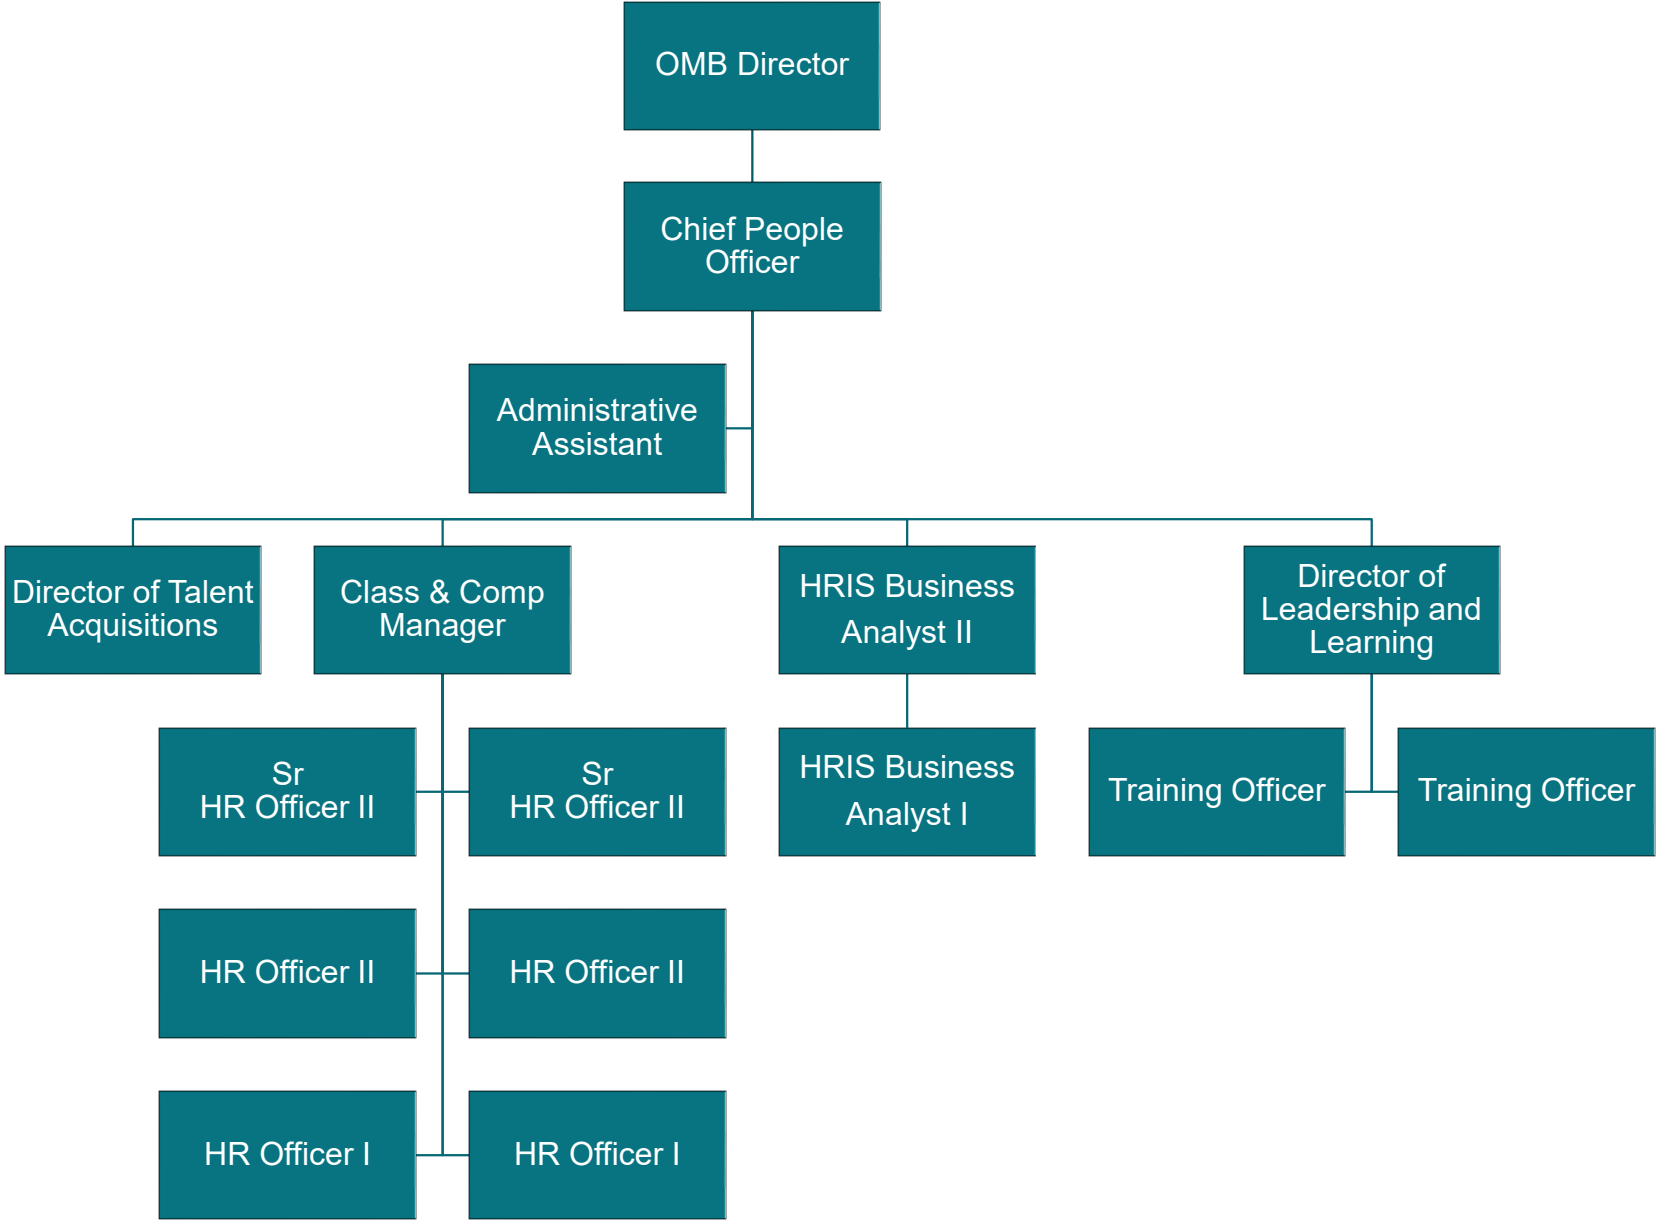 OMB Director
Chief People
Officer
Administrative
Assistant
Director of Talent
Acquisitions
Class & Comp
Manager
HRIS Business
Analyst II
Director of
Leadership and
Learning
Sr
HR Officer II
Sr
HR Officer II
HRIS Business
Analyst I
Training Officer
Training Officer
HR Officer II
HR Officer II
HR Officer I
HR Officer I